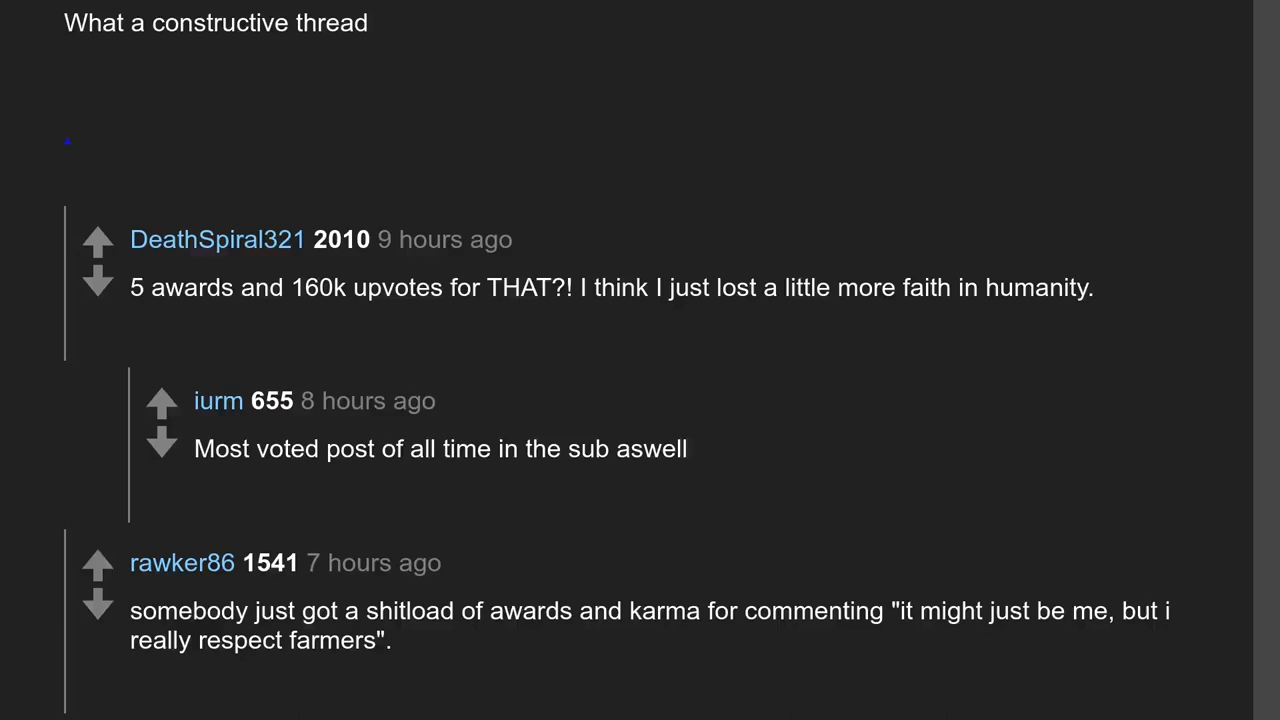 What a constructive thread
DeathSpiral321 2010 9 hours ago
5 awards and 160k upvotes for THAT?! I think I just lost a little more faith in humanity.
iurm 655 8 hours ago
Most voted post of all time in the sub aswell
rawker86 1541 7 hours ago
somebody just got a shitload of awards and karma for commenting "it might just be me, but i
really respect farmers".